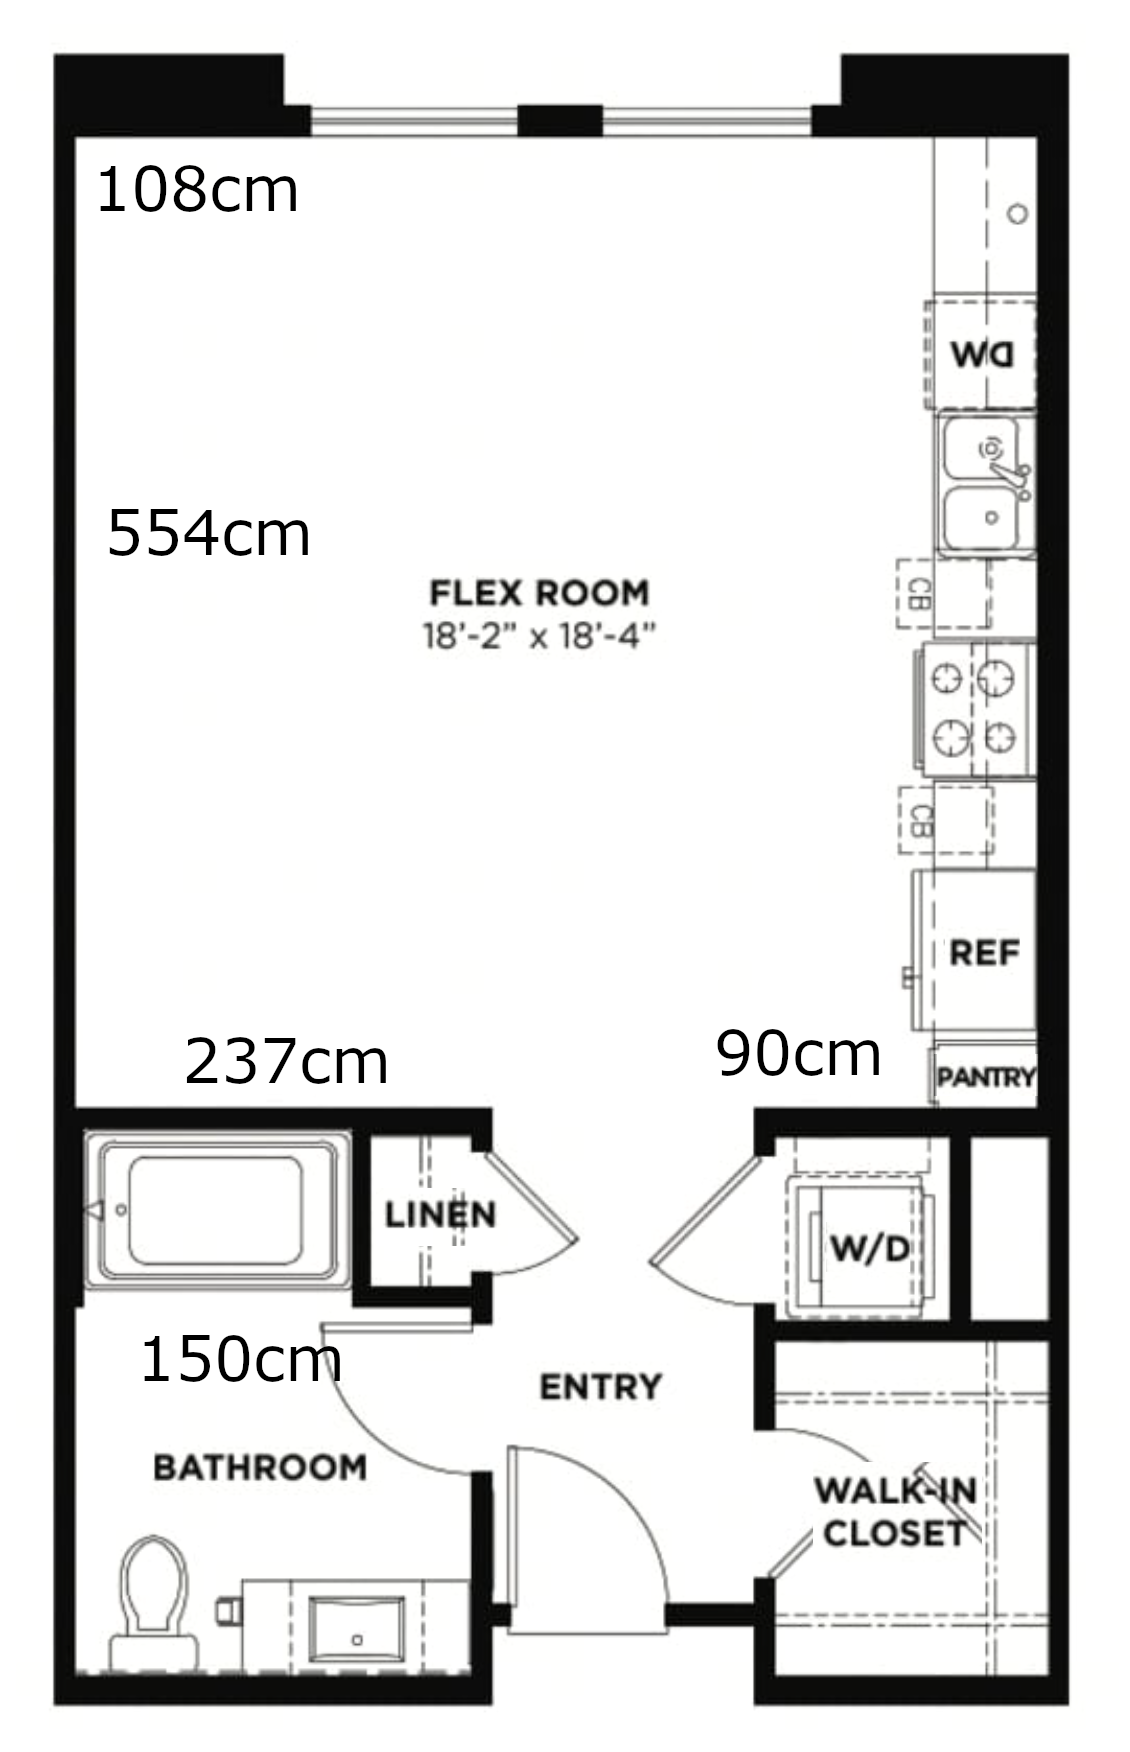 108cm
DW
554cm
FLEX ROOM
18'-2" x 18'-4"
CB
CB
REF
237cm
90cm
PANTRY
LINEN
W/D
150cm
ENTRY
BATHROOM
WALK-IN
CLOSET